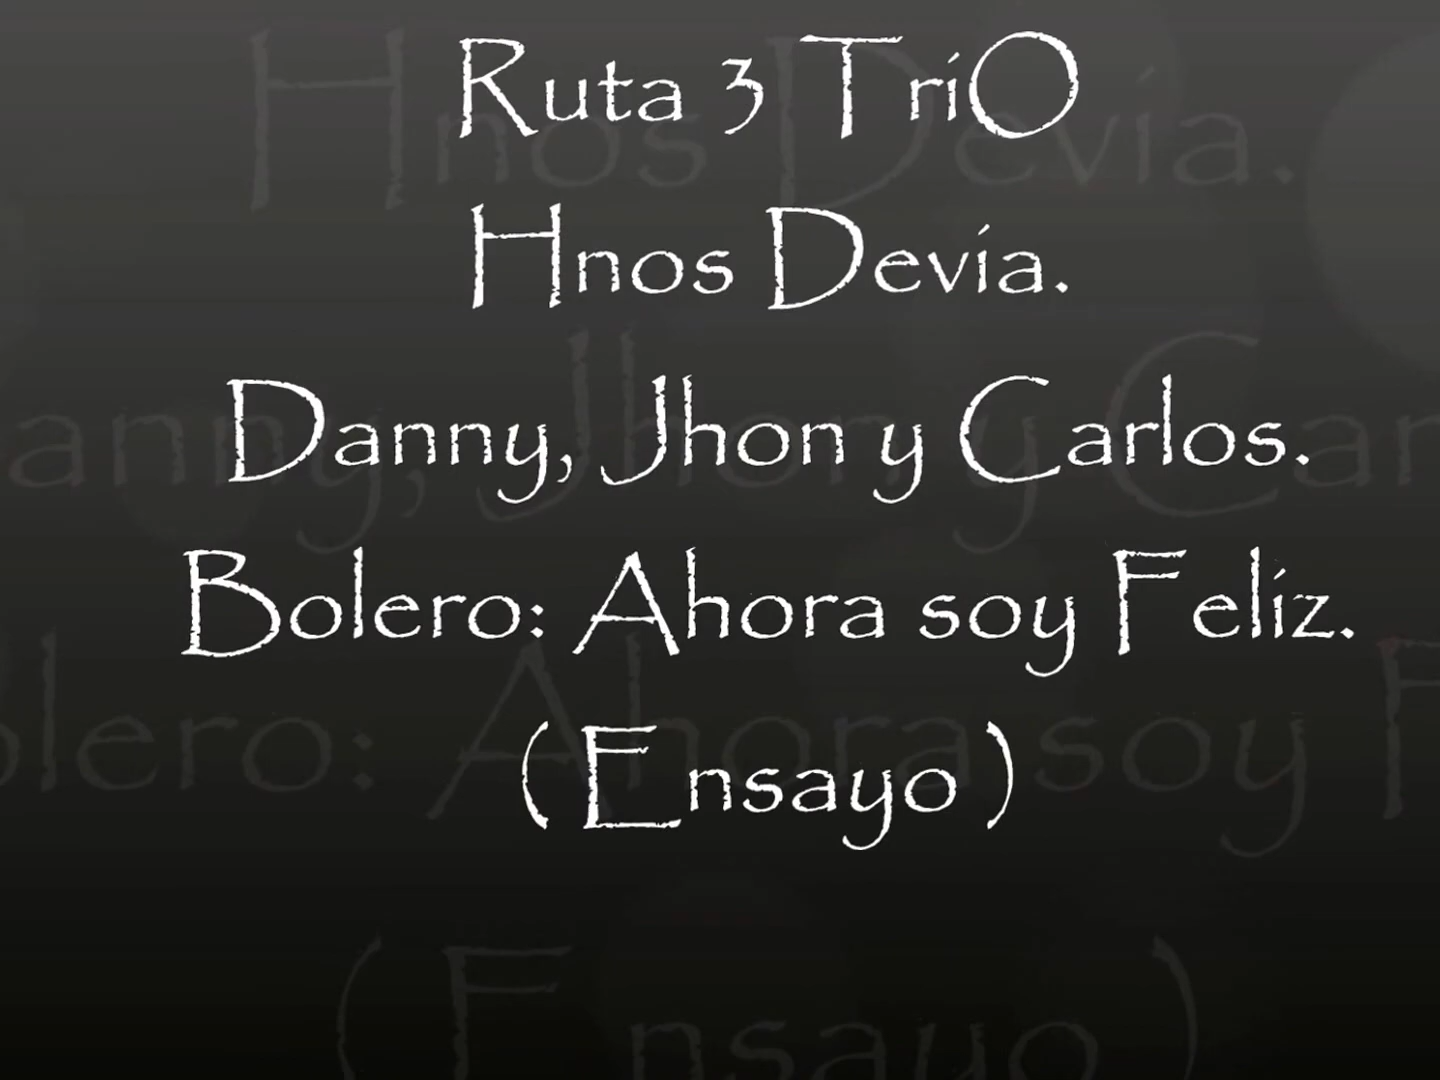 Ruta 3 TriO
Hnos Devia.
Danny, Jhon y Carlos.
Bolero: Ahora soy Feliz.
( Ensayo )